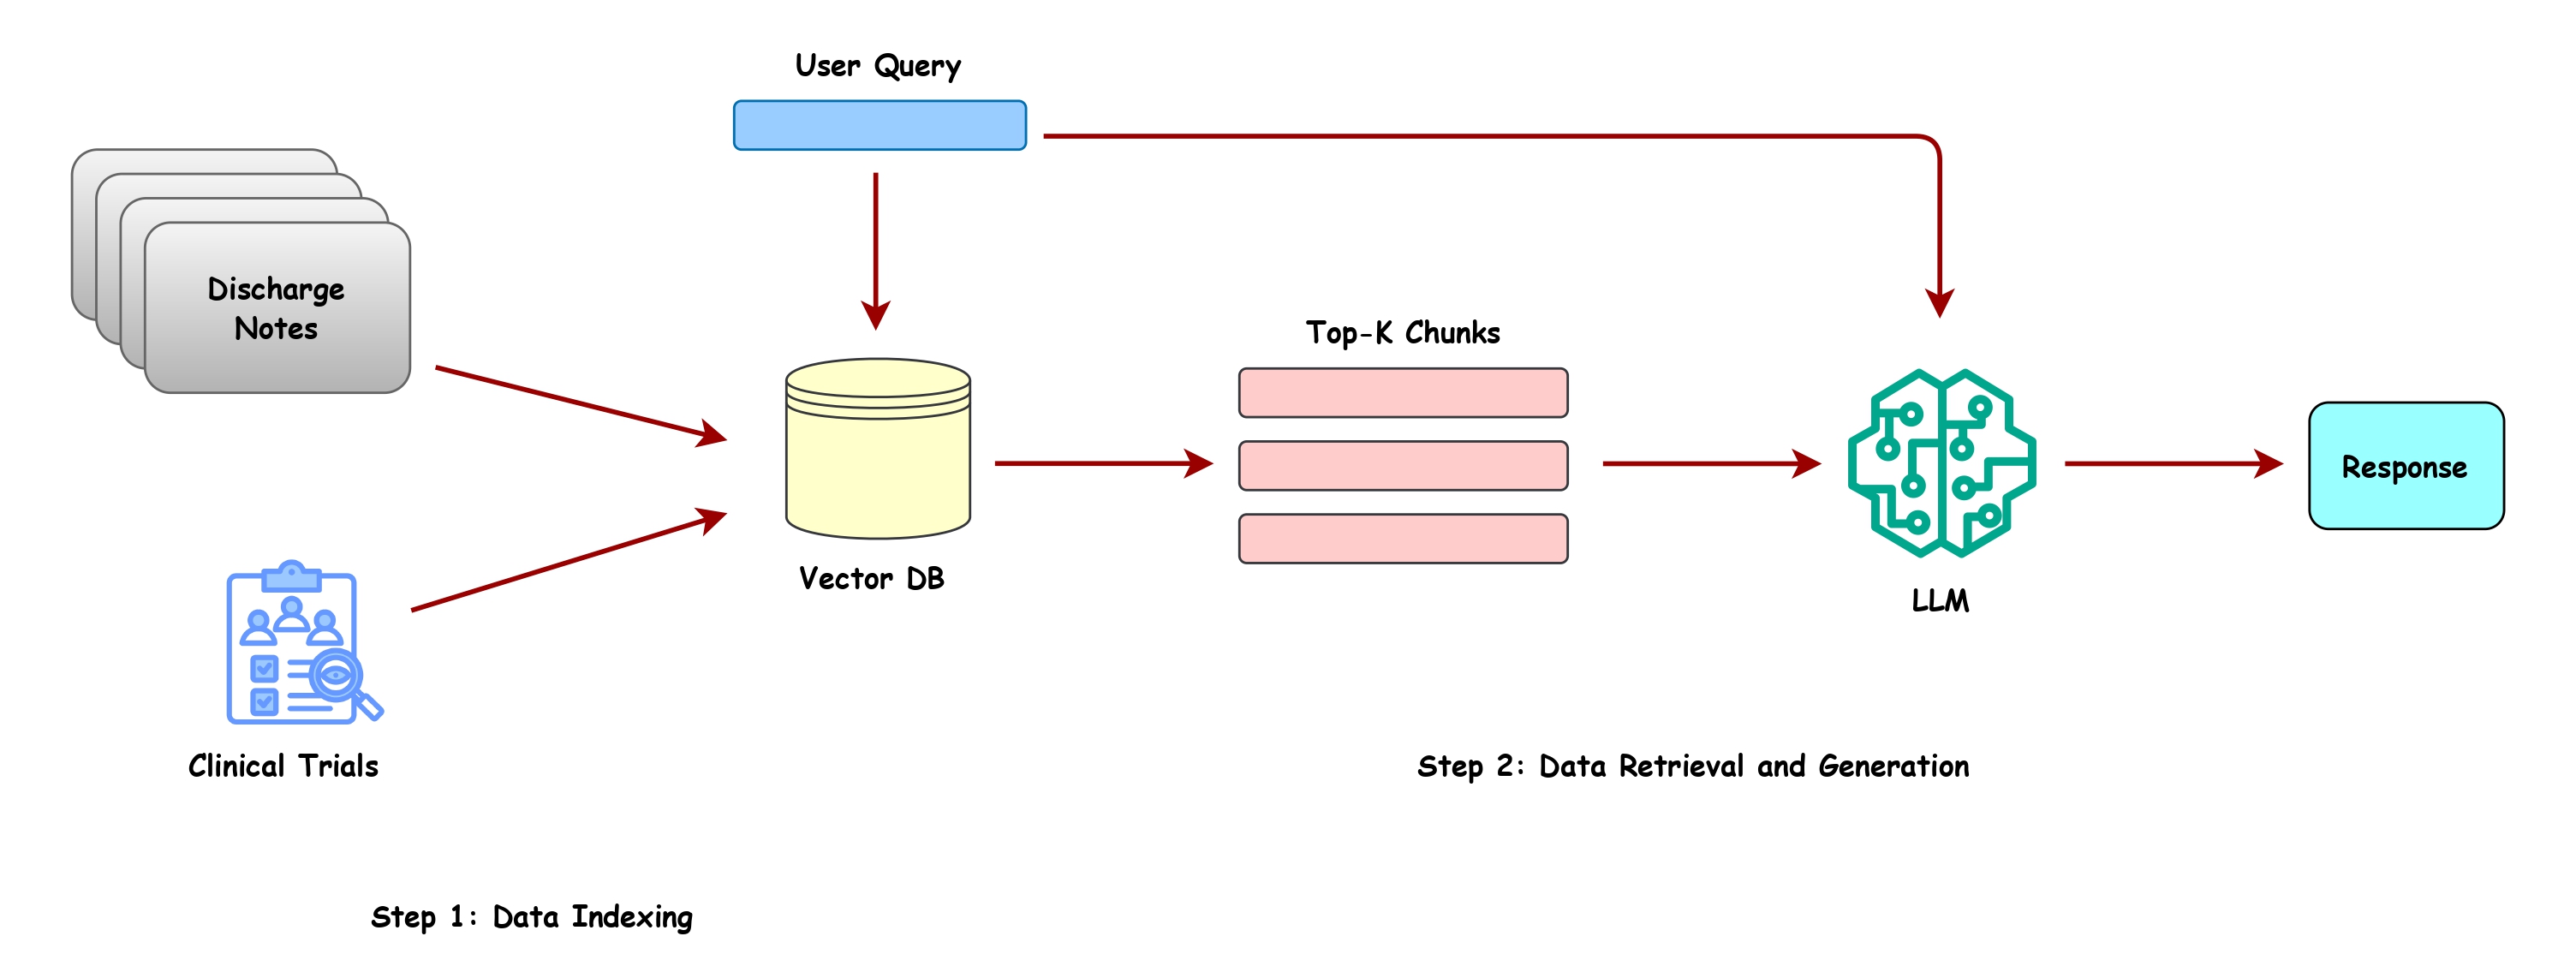 User Query
Discharge
Notes
Top-K Chunks
Response
Vector DB
LLM
Clinical Trials
Step 2: Data Retrieval and Generation
Step 1: Data Indexing